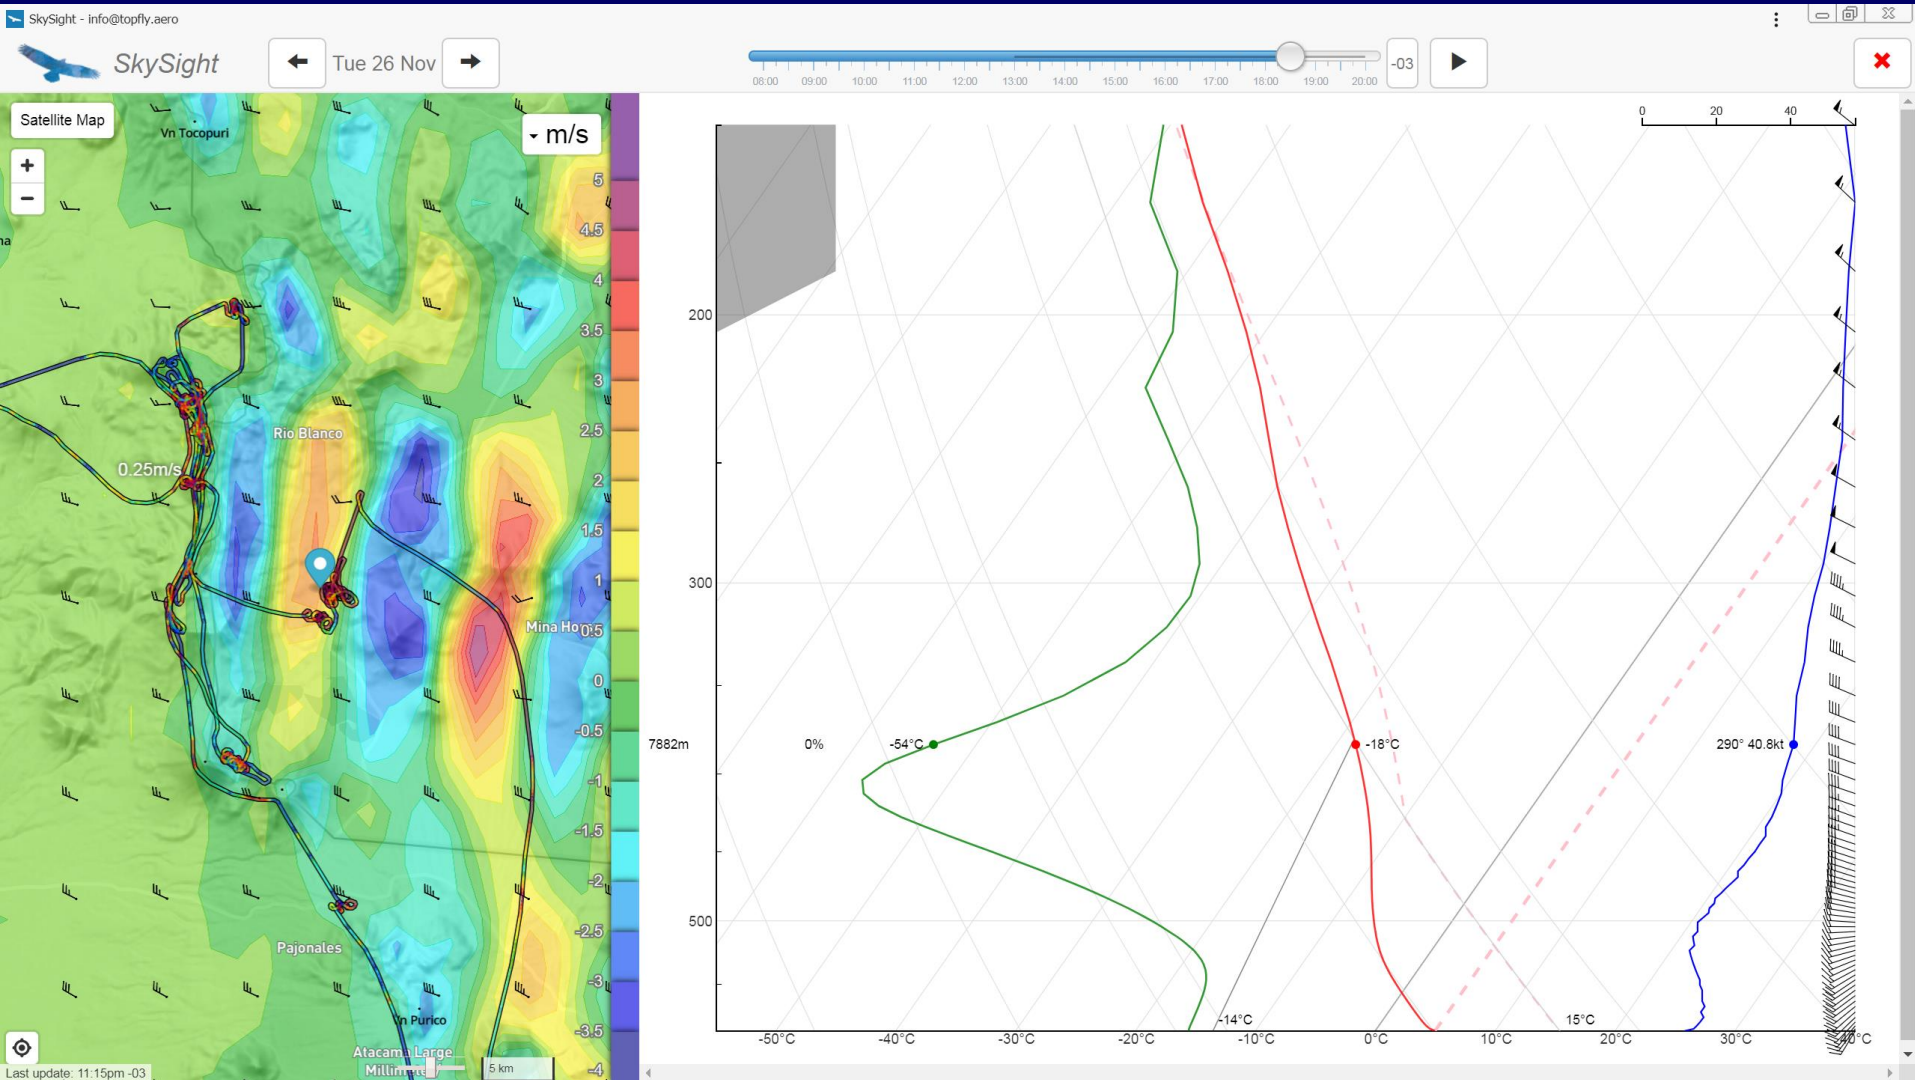 SkySight - info@topfly.aero
SkySight
Tue 26 Nov
08:00 09:00 10:00 11:00 12:00 13:00 14:00 15:00 16:00 17:00 18:00 19:00 20:00
-03
Satellite Map
+
−
m/s
Vn Tocopuri
na
Rio Blanco
0.25m/s
Mina Ho
Pajonales
n Purico
Atacama Large
5 km
Last update: 11:15pm -03
5
4.5
4
3.5
3
2.5
2
1.5
1
0.5
0
-0.5
-1
-1.5
-2
-2.5
-3
-3.5
-4
0 20 40
200
300
500
7882m 0% -54°C -18°C 290° 40.8kt
-14°C 15°C
-50°C -40°C -30°C -20°C -10°C 0°C 10°C 20°C 30°C 40°C